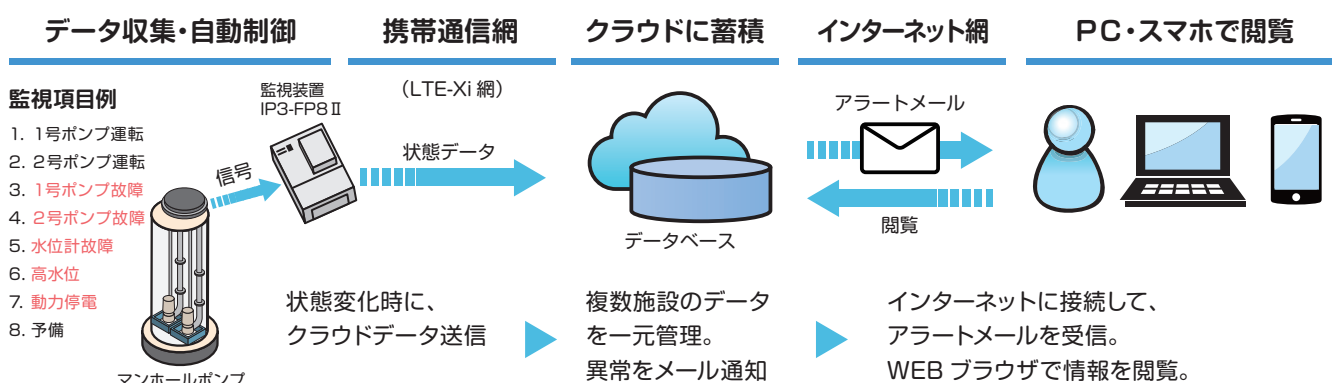 データ収集・自動制御
携帯通信網
クラウドに蓄積
インターネット網
PC・スマホで閲覧
監視項目例
1. 1号ポンプ運転
2. 2号ポンプ運転
3. 1号ポンプ故障
4. 2号ポンプ故障
5. 水位計故障
6. 高水位
7. 動力停電
8. 予備
マンホールポンプ
信号
監視装置
IP3-FP8Ⅱ
（LTE-Xi 網）
状態データ
データベース
アラートメール
閲覧
状態変化時に、
クラウドデータ送信
複数施設のデータ
を一元管理。
異常をメール通知
インターネットに接続して、
アラートメールを受信。
WEB ブラウザで情報を閲覧。